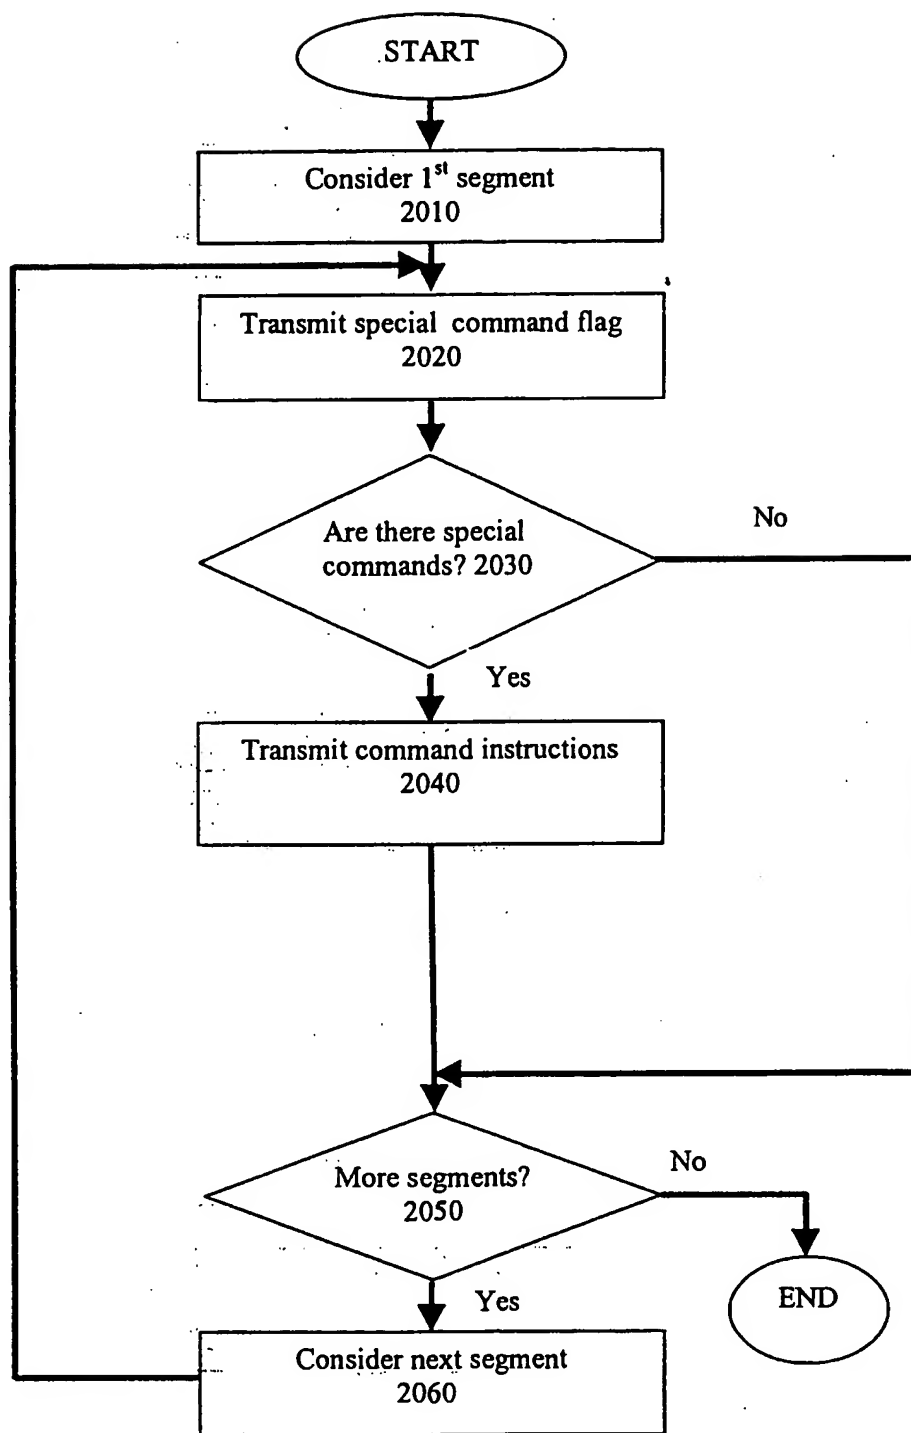 START
Consider 1st segment
2010
Transmit special command flag
2020
Are there special
commands? 2030
No
Yes
Transmit command instructions
2040
More segments?
2050
No
Yes
END
Consider next segment
2060